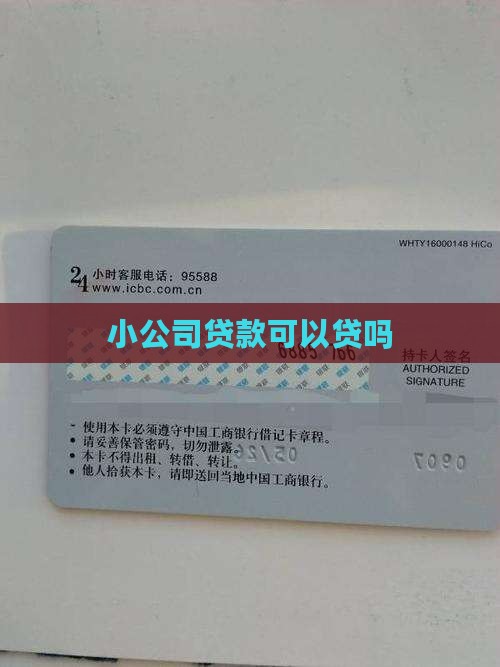 WHTY16000148 HiCo
24 小时客服电话：95588
www.icbc.com.cn
小公司贷款可以贷吗
持卡人签名
AUTHORIZED
SIGNATURE
- 使用本卡必须遵守中国工商银行借记卡章程。
• 请妥善保管密码，切勿泄露。
• 本卡不得出租、转借、转让。
• 他人拾获本卡，请即送回当地中国工商银行。